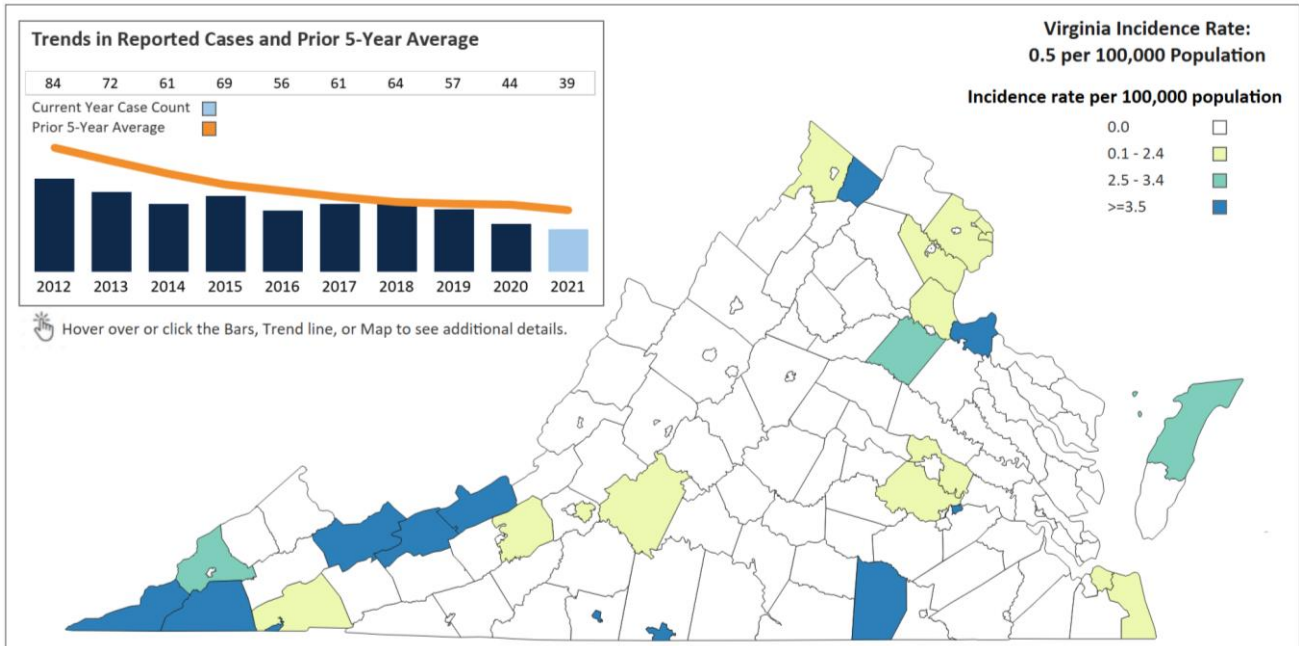 Trends in Reported Cases and Prior 5-Year Average
84 72 61 69 56 61 64 57 44 39
Current Year Case Count
Prior 5-Year Average
2012 2013 2014 2015 2016 2017 2018 2019 2020 2021
Hover over or click the Bars, Trend line, or Map to see additional details.
Virginia Incidence Rate:
0.5 per 100,000 Population
Incidence rate per 100,000 population
0.0
0.1 - 2.4
2.5 - 3.4
>=3.5